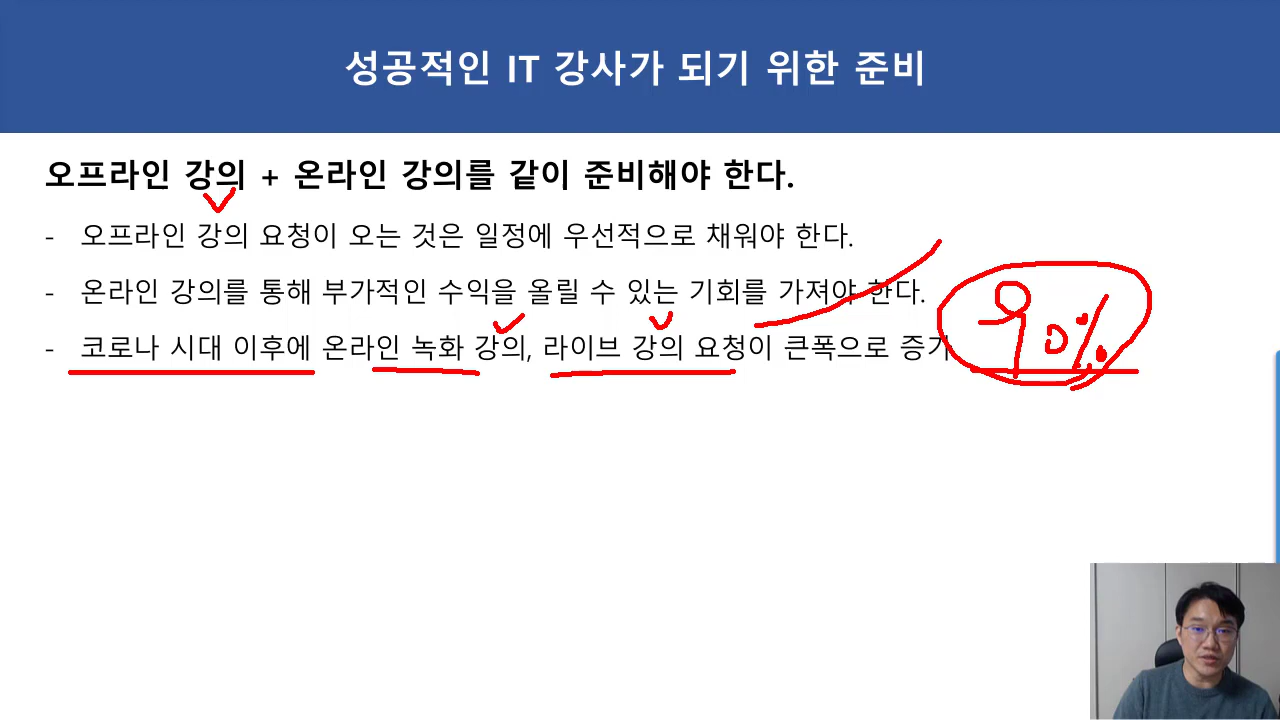 성공적인 IT 강사가 되기 위한 준비
오프라인 강의 + 온라인 강의를 같이 준비해야 한다.
- 오프라인 강의 요청이 오는 것은 일정에 우선적으로 채워야 한다.
- 온라인 강의를 통해 부가적인 수익을 올릴 수 있는 기회를 가져야 한다.
- 코로나 시대 이후에 온라인 녹화 강의, 라이브 강의 요청이 큰폭으로 증가
90%